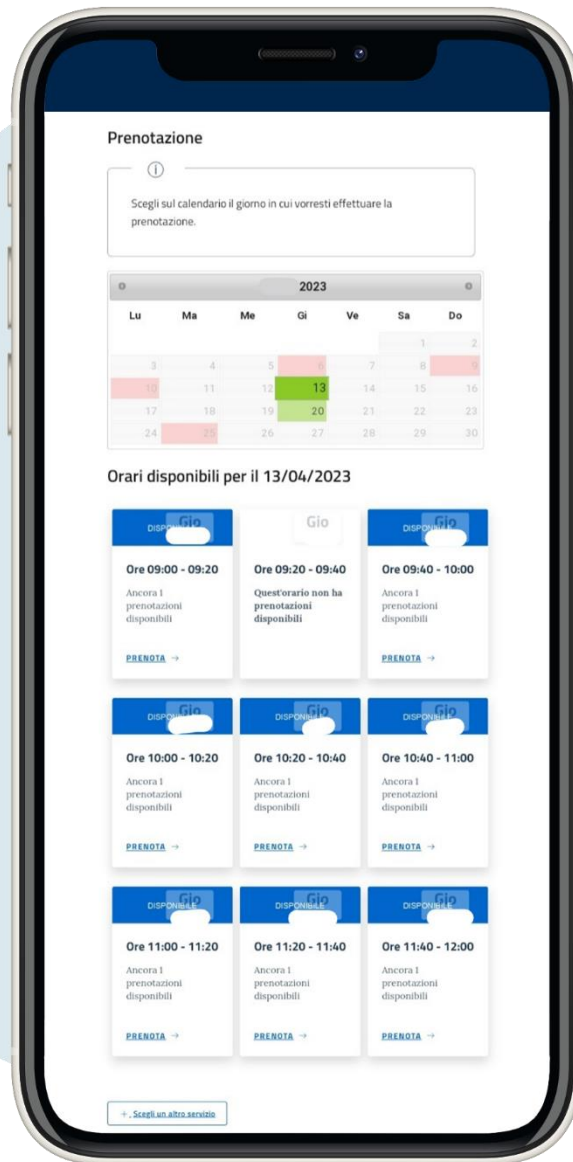 Prenotazione
Scegli sul calendario il giorno in cui vorresti effettuare la
prenotazione.
2023
Lu Ma Me Gi Ve Sa Do
1 2
3 4 5 6 7 8 9
10 11 12 13 14 15 16
17 18 19 20 21 22 23
24 25 26 27 28 29 30
Orari disponibili per il 13/04/2023
Gio
DISPONIBILE
Ore 09:00 - 09:20
Ancora 1
prenotazioni
disponibili
PRENOTA →
Gio
Ore 09:20 - 09:40
Quest'orario non ha
prenotazioni
disponibili
Gio
DISPONIBILE
Ore 09:40 - 10:00
Ancora 1
prenotazioni
disponibili
PRENOTA →
Gio
DISPONIBILE
Ore 10:00 - 10:20
Ancora 1
prenotazioni
disponibili
PRENOTA →
Gio
DISPONIBILE
Ore 10:20 - 10:40
Ancora 1
prenotazioni
disponibili
PRENOTA →
Gio
DISPONIBILE
Ore 10:40 - 11:00
Ancora 1
prenotazioni
disponibili
PRENOTA →
Gio
DISPONIBILE
Ore 11:00 - 11:20
Ancora 1
prenotazioni
disponibili
PRENOTA →
Gio
DISPONIBILE
Ore 11:20 - 11:40
Ancora 1
prenotazioni
disponibili
PRENOTA →
Gio
DISPONIBILE
Ore 11:40 - 12:00
Ancora 1
prenotazioni
disponibili
PRENOTA →
+ Scegli un altro servizio